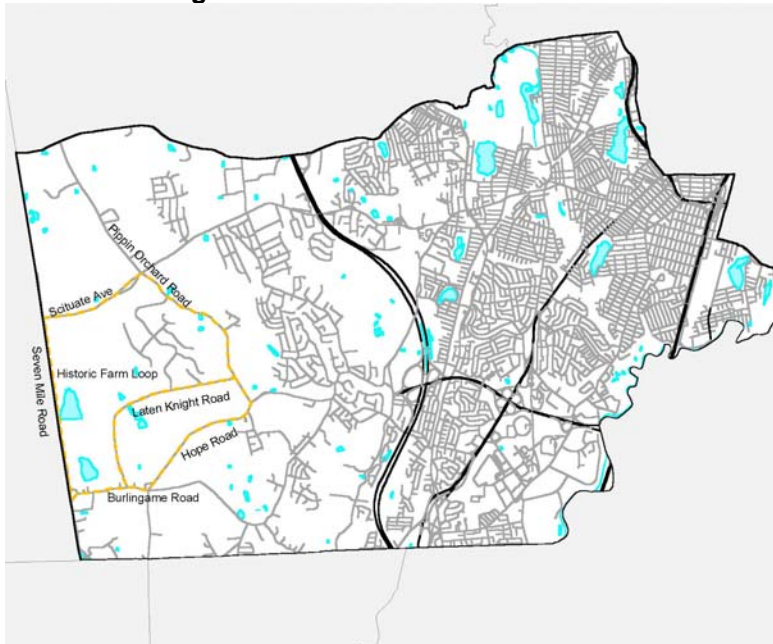 Pippin Orchard Road
Scituate Ave
Seven Mile Road
Historic Farm Loop
Laten Knight Road
Hope Road
Burlingame Road